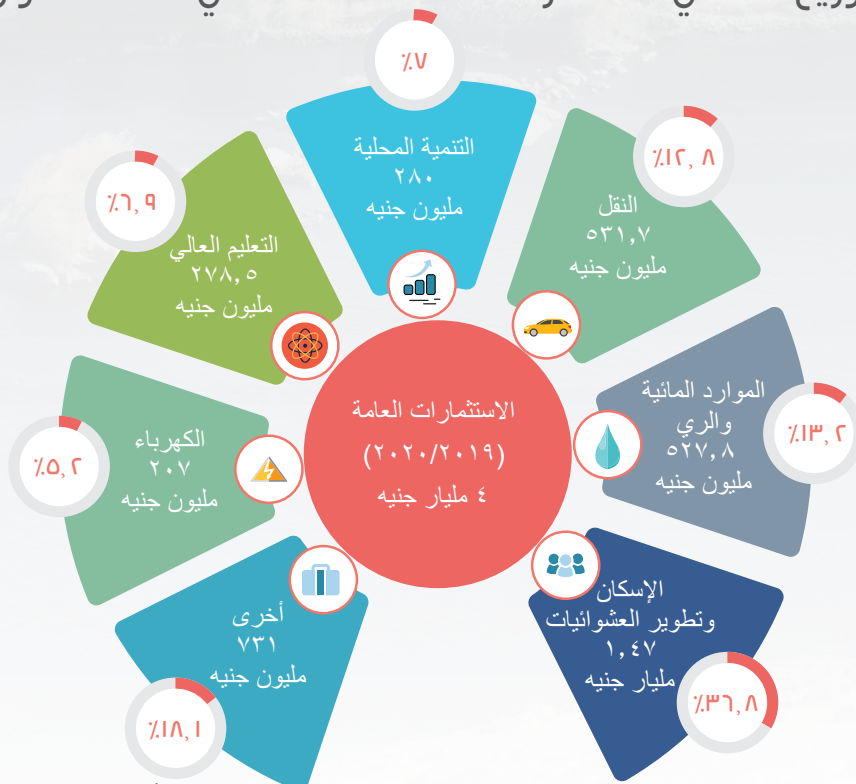 ٪٧
التنمية المحلية
٢٨٠
مليون جنيه
٪١٢,٨
النقل
٥٣١,٧
مليون جنيه
٪١٣,٢
الموارد المائية
والري
٥٢٧,٨
مليون جنيه
٪٣٦,٨
الإسكان
وتطوير العشوائيات
١,٤٧
مليار جنيه
٪١٨,١
أخرى
٧٣١
مليون جنيه
٪٥,٢
الكهرباء
٢٠٧
مليون جنيه
٪٦,٩
التعليم العالي
٢٧٨,٥
مليون جنيه
الاستثمارات العامة
(٢٠٢٠/٢٠١٩)
٤ مليار جنيه